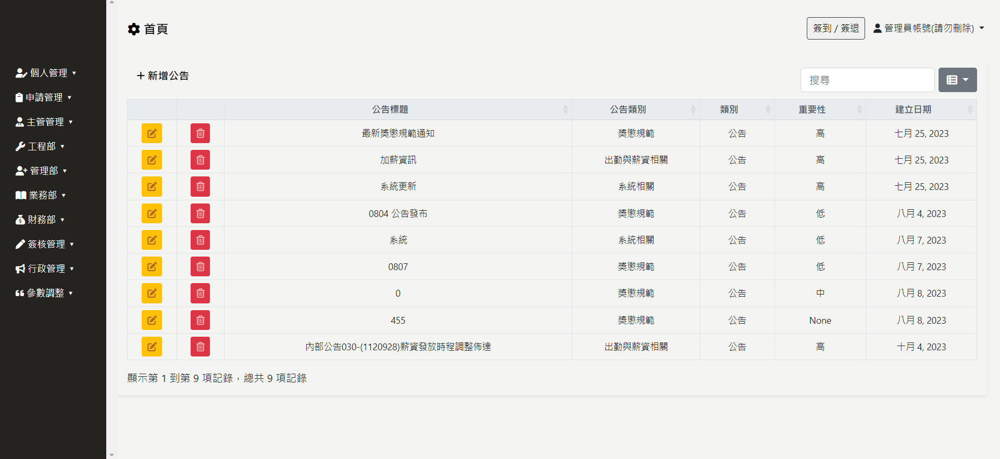 首頁
簽到 / 簽退
管理員帳號(請勿刪除)
個人管理
申請管理
主管管理
工程部
管理部
業務部
財務部
簽核管理
行政管理
參數調整
新增公告
搜尋
公告標題 公告類別 類別 重要性 建立日期
最新獎懲規範通知 獎懲規範 公告 高 七月 25, 2023
加薪資訊 出勤與薪資相關 公告 高 七月 25, 2023
系統更新 系統相關 公告 高 七月 25, 2023
0804 公告發布 獎懲規範 公告 低 八月 4, 2023
系統 系統相關 公告 低 八月 7, 2023
0807 獎懲規範 公告 低 八月 7, 2023
0 獎懲規範 公告 中 八月 8, 2023
455 獎懲規範 公告 None 八月 8, 2023
內部公告030-(1120928)薪資發放時程調整佈達 出勤與薪資相關 公告 高 十月 4, 2023
顯示第 1 到第 9 項記錄，總共 9 項記錄